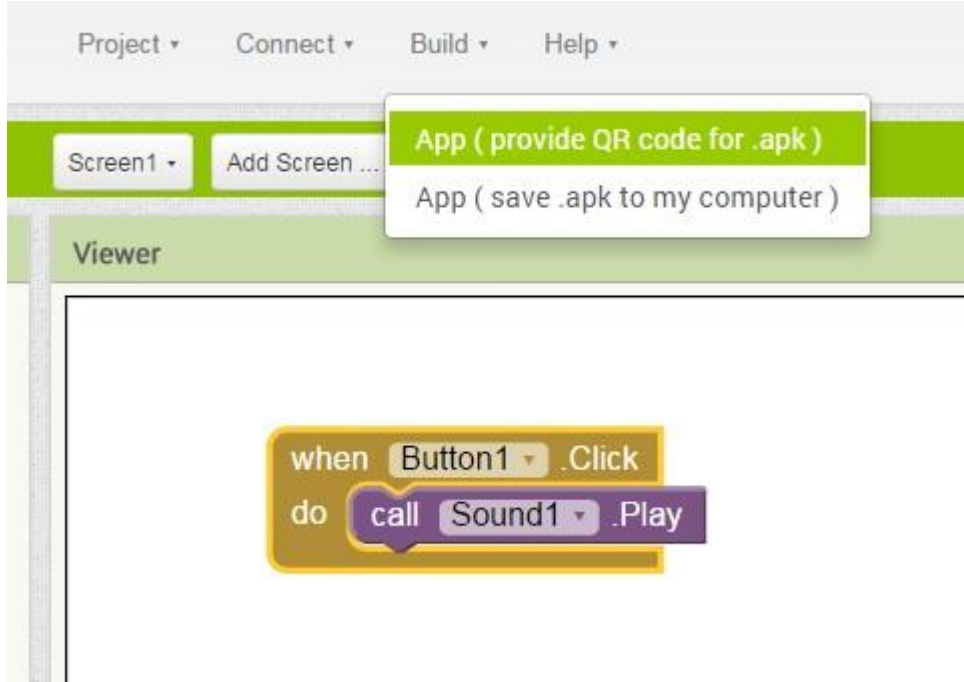 Project ▾ Connect ▾ Build ▾ Help ▾
App ( provide QR code for .apk )
Screen1 ▾ Add Screen ...
App ( save .apk to my computer )
Viewer
when Button1 ▾ .Click
do call Sound1 ▾ .Play